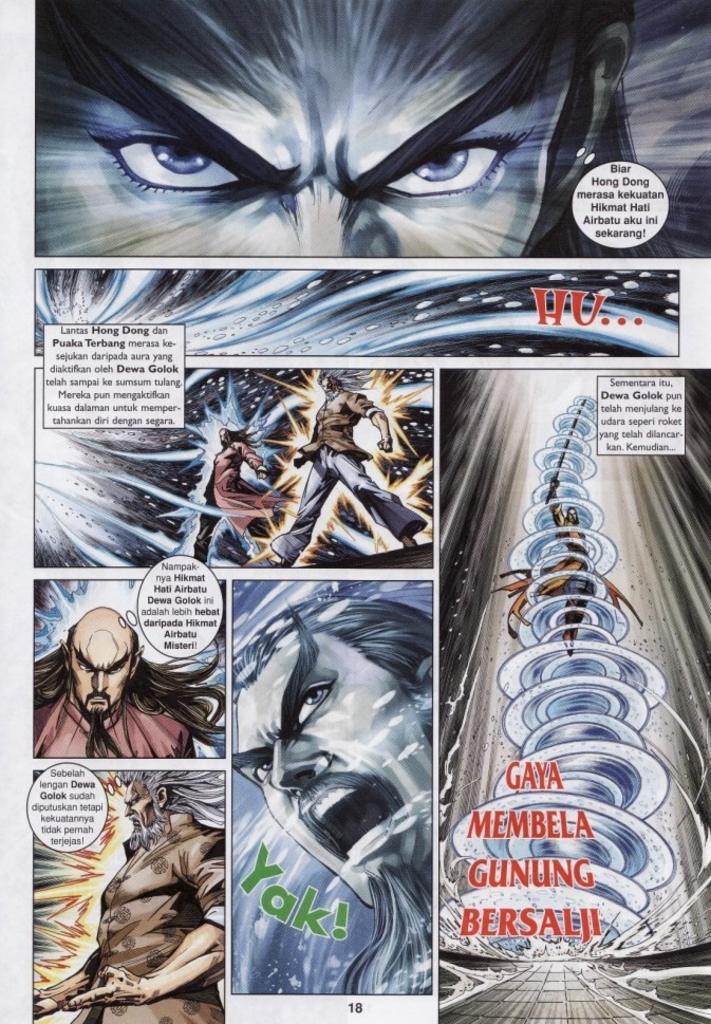 Biar
Hong Dong
merasa kekuatan
Hikmat Hati
Airbatu aku ini
sekarang!
HU...
Lantas Hong Dong dan
Puaka Terbang merasa ke-
sejukan daripada aura yang
diaktifkan oleh Dewa Golok
telah sampai ke sumsum tulang.
Mereka pun mengaktifkan
kuasa dalaman untuk memper-
tahankan diri dengan segera.
Sementara itu,
Dewa Golok pun
telah menjulang ke
udara seperi roket
yang telah dilancar-
kan. Kemudian...
Nampak-
nya Hikmat
Hati Airbatu
Dewa Golok ini
adalah lebih hebat
daripada Hikmat
Airbatu
Misteri!
Sebelah
lengan Dewa
Golok sudah
diputuskan tetapi
kekuatannya
tidak pernah
terjejas!
Yak!
GAYA
MEMBELA
GUNUNG
BERSALJI
18